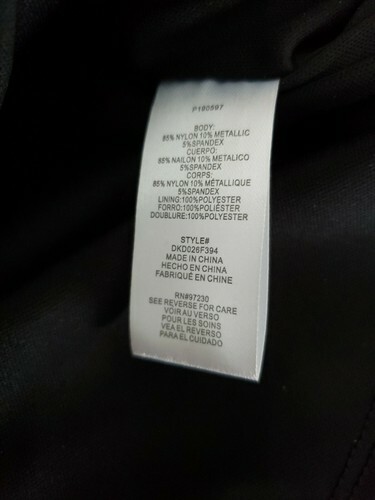 P180597
BODY:
85% NYLON 10% METALLIC
5%SPANDEX
CUERPO:
85% NAILON 10% METALICO
5%SPANDEX
CORPS:
85% NYLON 10% MÉTALLIQUE
5%SPANDEX
LINING:100%POLYESTER
FORRO:100%POLIÉSTER
DOUBLURE:100%POLYESTER
STYLE#
DKD026F394
MADE IN CHINA
HECHO EN CHINA
FABRIQUÉ EN CHINE
RN#97230
SEE REVERSE FOR CARE
VOIR AU VERSO
POUR LES SOINS
VEA EL REVERSO
PARA EL CUIDADO